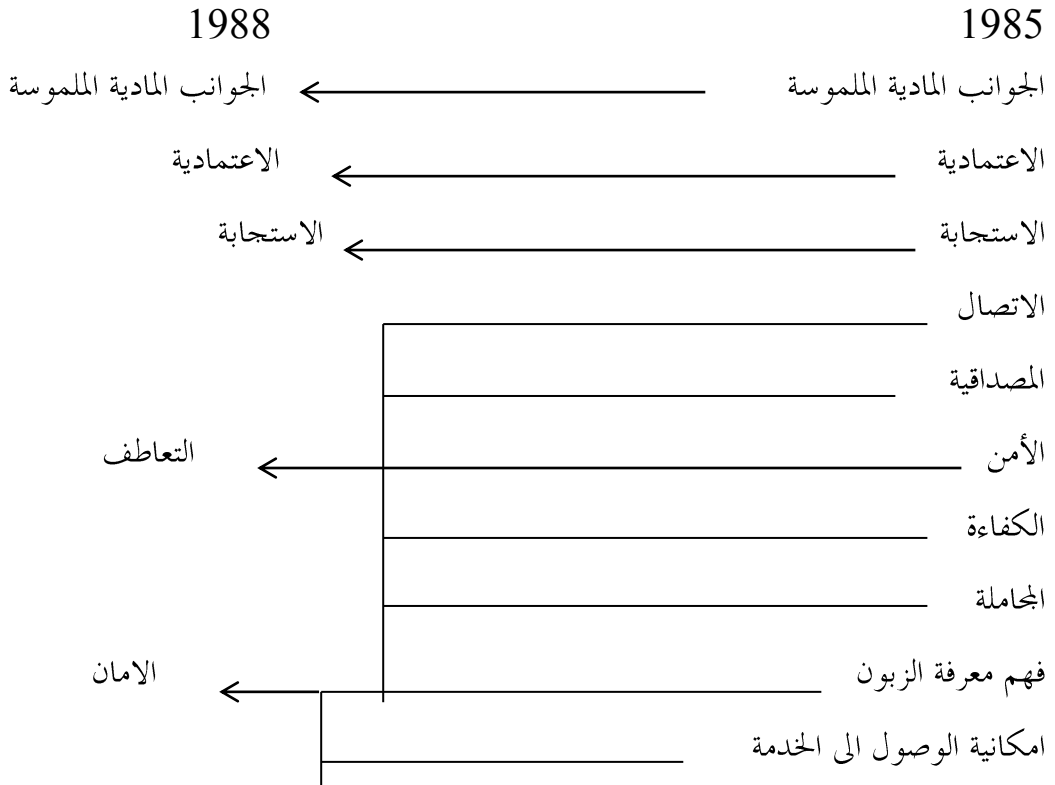 1985 1988
الجوانب المادية الملموسة الجوانب المادية الملموسة
الاعتمادية الاعتمادية
الاستجابة الاستجابة
الاتصال
المصداقية
الأمن التعاطف
الكفاءة
المجاملة
فهم معرفة الزبون الامان
امكانية الوصول الى الخدمة